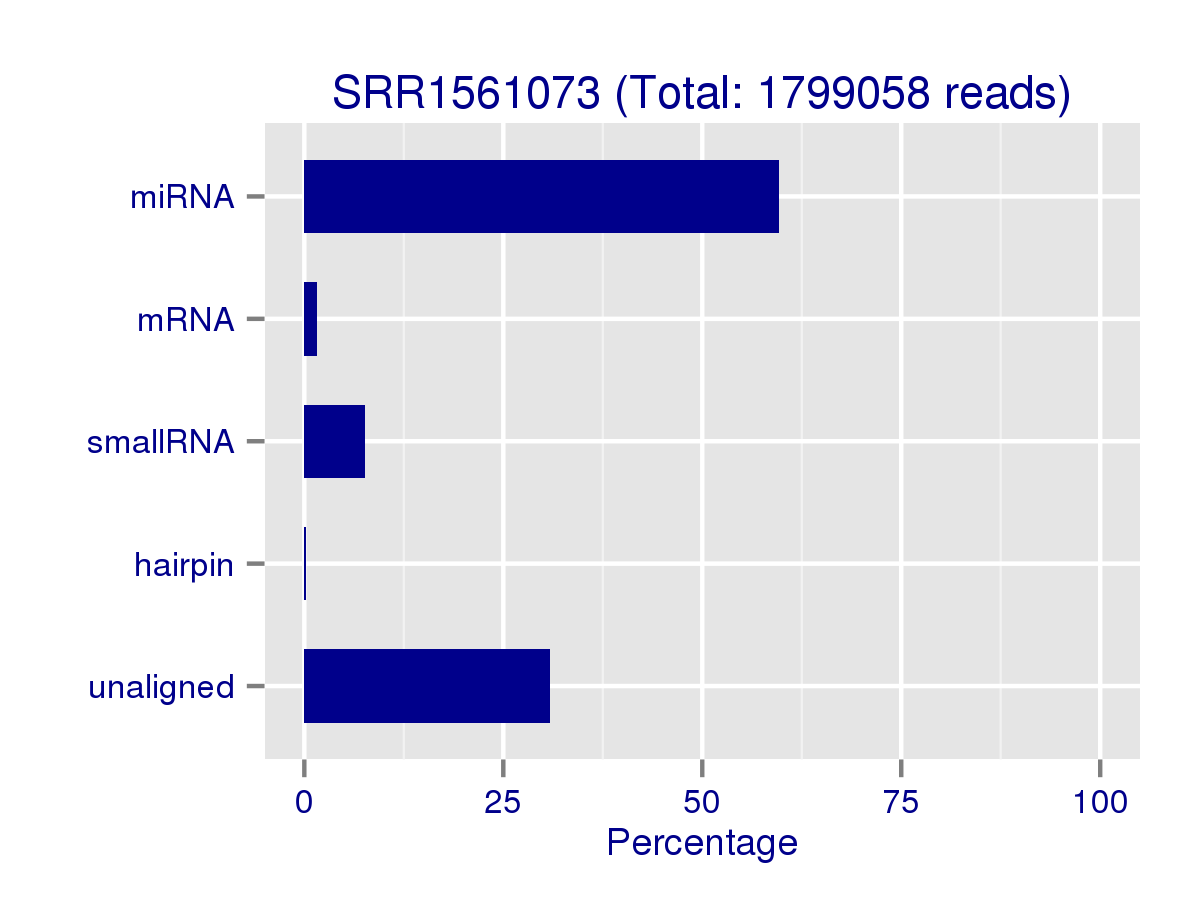 SRR1561073 (Total: 1799058 reads)
miRNA
mRNA
smallRNA
hairpin
unaligned
0 25 50 75 100
Percentage